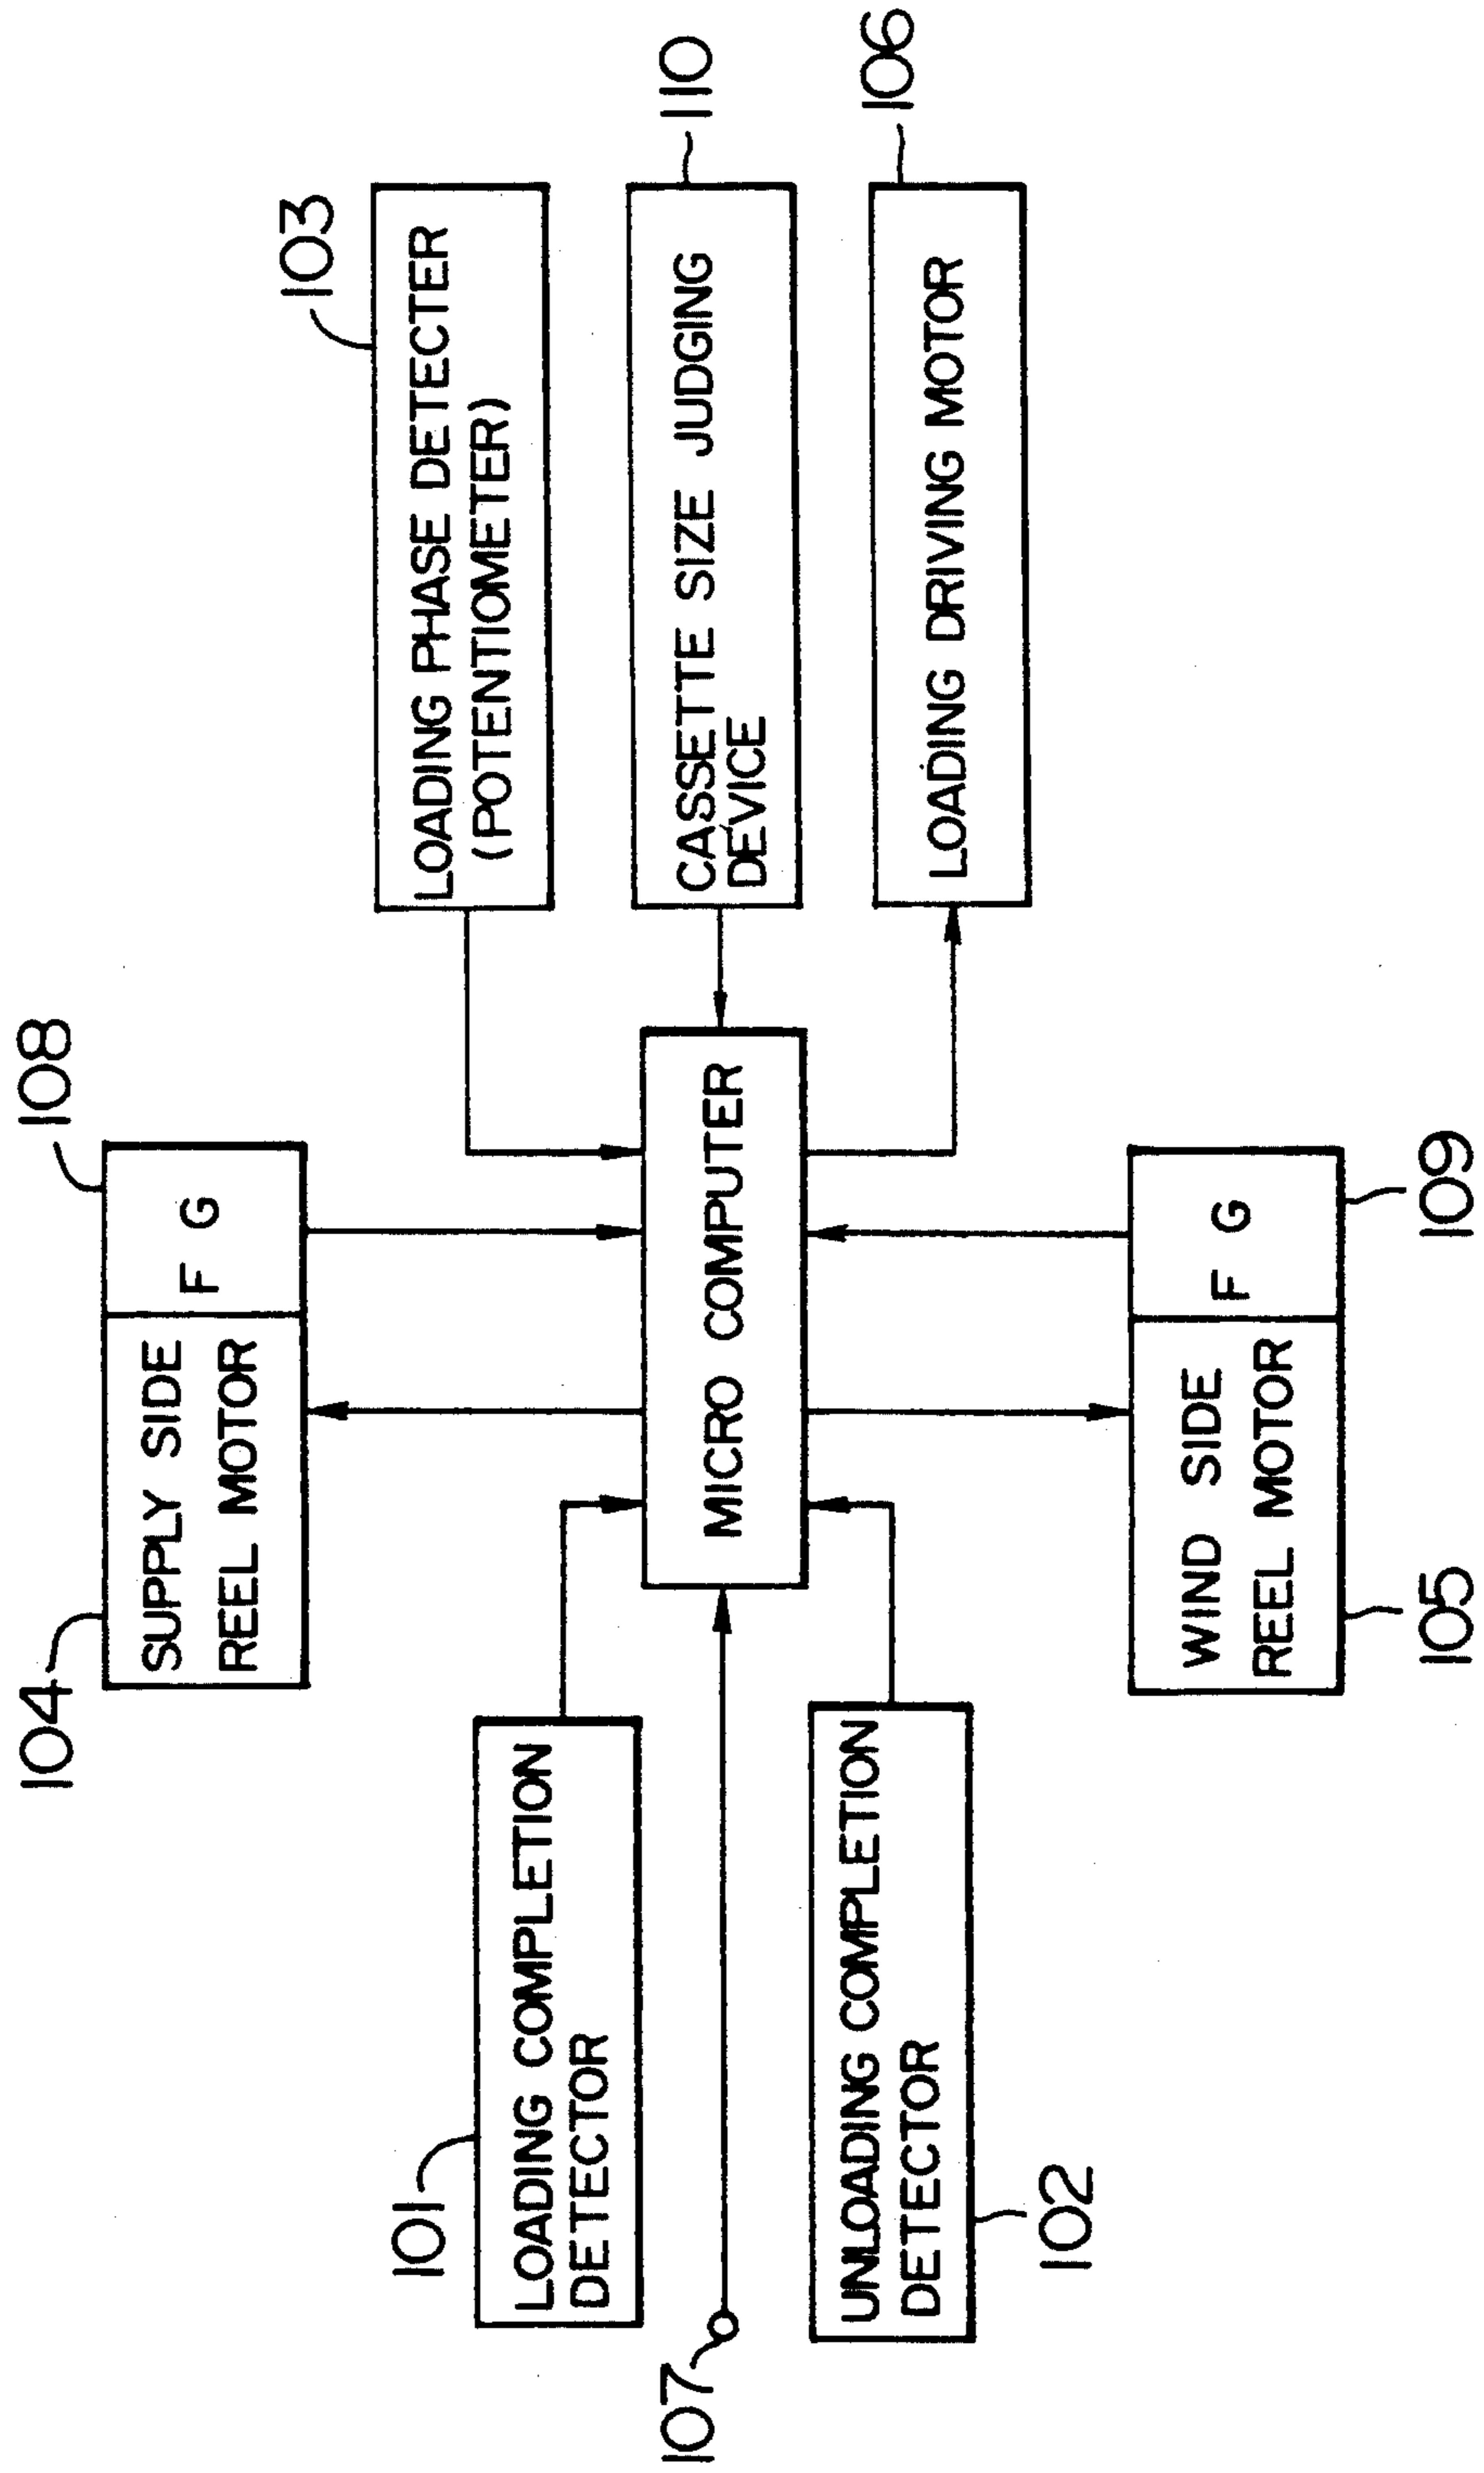 104
108
SUPPLY SIDE
REEL MOTOR
F G
103
LOADING PHASE DETECTER
(POTENTIOMETER)
101
LOADING COMPLETION
DETECTOR
107
MICRO COMPUTER
110
CASSETTE SIZE JUDGING
DEVICE
UNLOADING COMPLETION
DETECTOR
102
106
LOADING DRIVING MOTOR
WIND SIDE
REEL MOTOR
F G
105
109